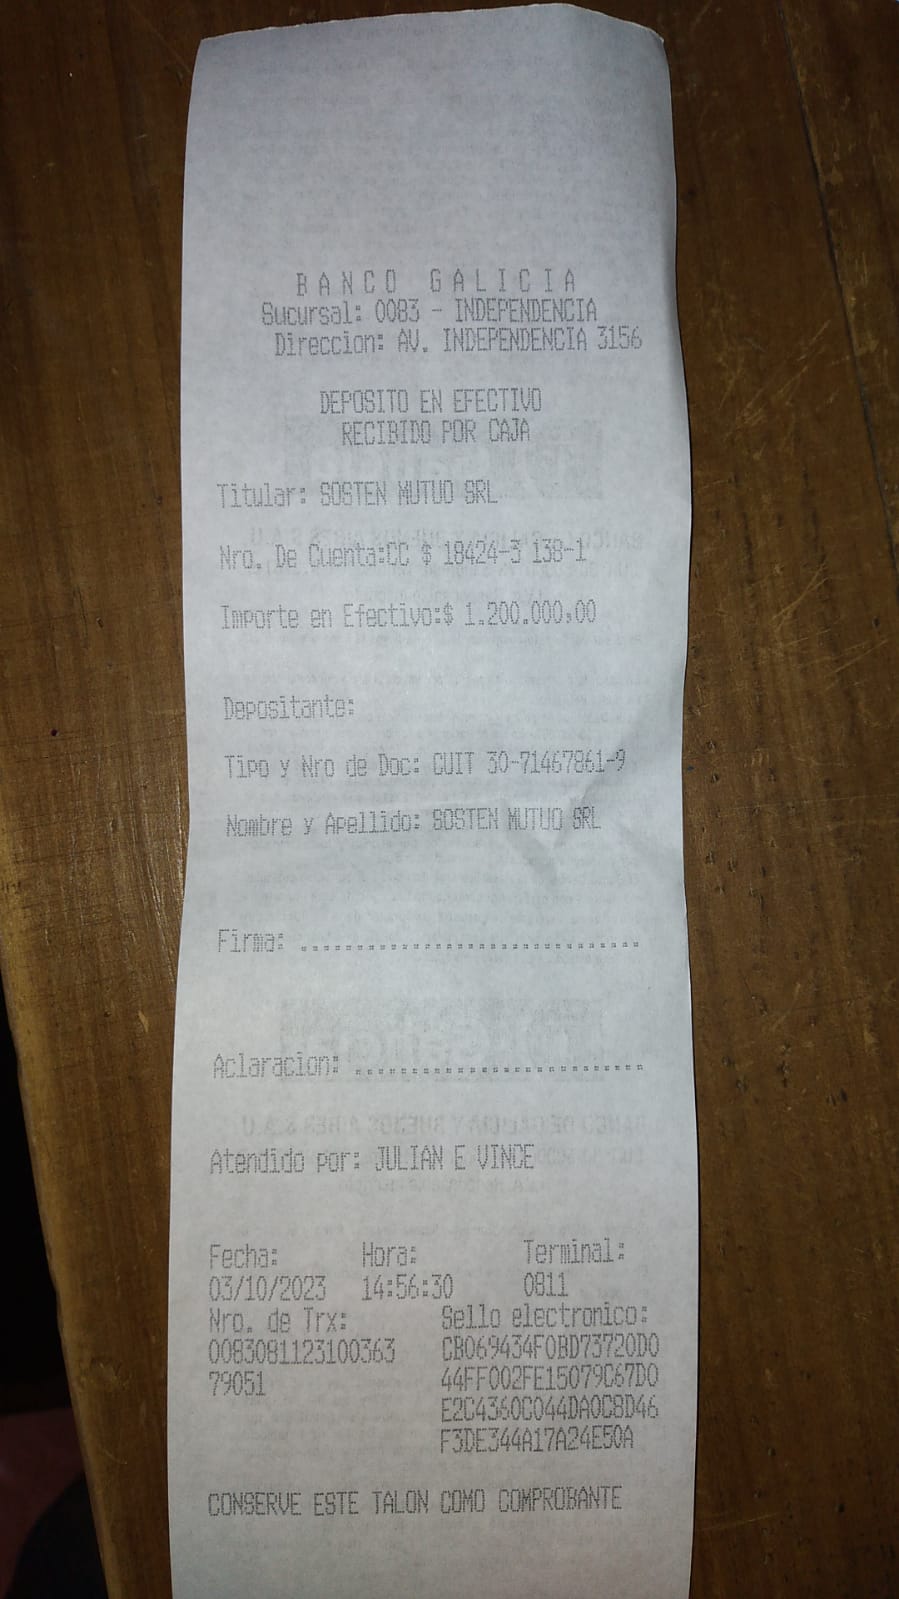 BANCO GALICIA
Sucursal: 0083 - INDEPENDENCIA
Direccion: AV. INDEPENDENCIA 3156
DEPOSITO EN EFECTIVO
RECIBIDO POR CAJA
Titular: SOSTEN MUTUO SRL
Nro. De Cuenta:CC $ 18424-3 138-1
Importe en Efectivo:$ 1.200.000,00
Depositante:
Tipo y Nro de Doc: CUIT 30-71467861-9
Nombre y Apellido: SOSTEN MUTUO SRL
Firma: ..............................
Aclaracion: ..........................
Atendido por: JULIAN E VINCE
Fecha: Hora: Terminal:
03/10/2023 14:56:30 0811
Nro. de Trx: Sello electronico:
0083081123100363 CB069434F0BD73720D0
79051 44FF002FE15079C67D0
E2C4360C044DA0C8D46
F3DE344A17A24E50A
CONSERVE ESTE TALON COMO COMPROBANTE